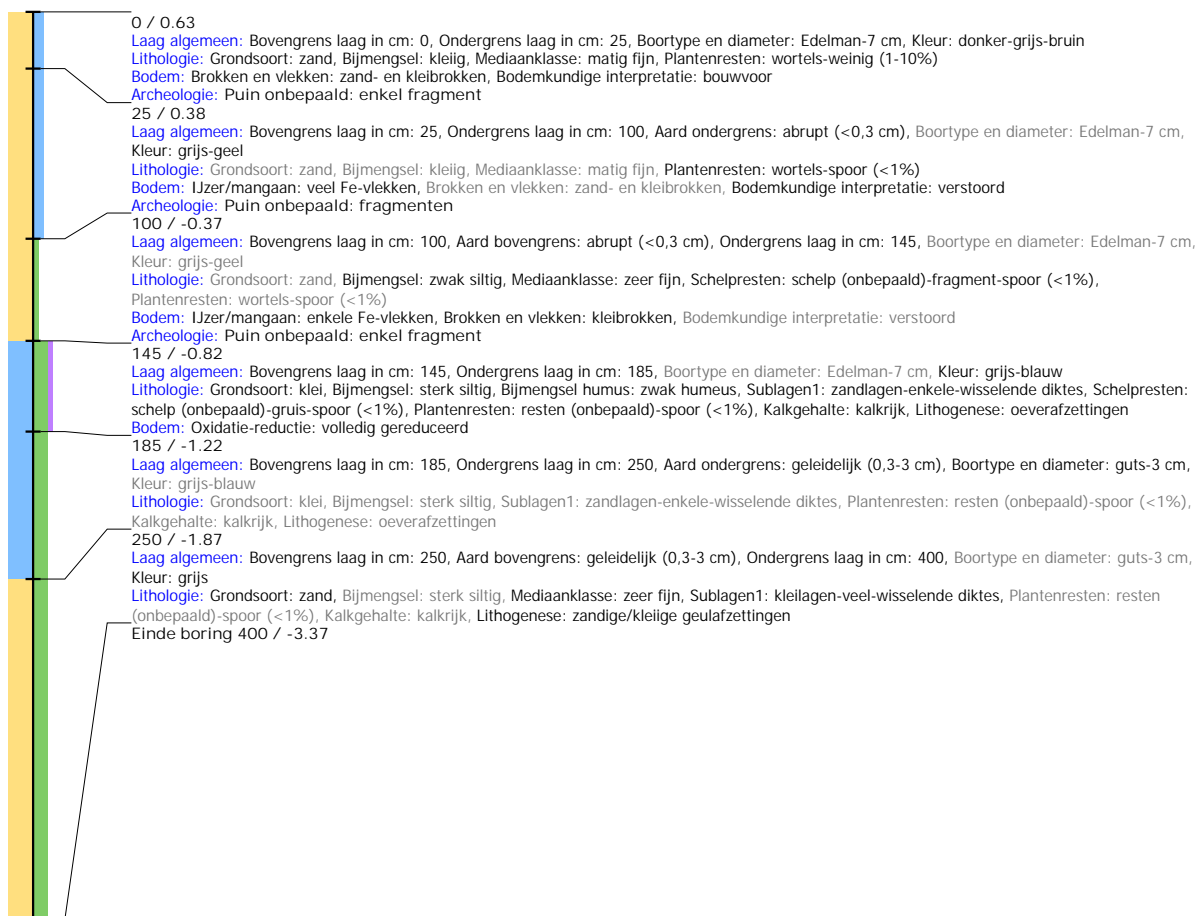 0 / 0.63
Laag algemeen: Bovengrens laag in cm: 0, Ondergrens laag in cm: 25, Boortype en diameter: Edelman-7 cm, Kleur: donker-grijs-bruin
Lithologie: Grondsoort: zand, Bijmengsel: kleiig, Mediaanklasse: matig fijn, Plantenresten: wortels-weinig (1-10%)
Bodem: Brokken en vlekken: zand- en kleibrokken, Bodemkundige interpretatie: bouwvoor
Archeologie: Puin onbepaald: enkel fragment
25 / 0.38
Laag algemeen: Bovengrens laag in cm: 25, Ondergrens laag in cm: 100, Aard ondergrens: abrupt (<0,3 cm), Boortype en diameter: Edelman-7 cm,
Kleur: grijs-geel
Lithologie: Grondsoort: zand, Bijmengsel: kleiig, Mediaanklasse: matig fijn, Plantenresten: wortels-spoor (<1%)
Bodem: IJzer/mangaan: veel Fe-vlekken, Brokken en vlekken: zand- en kleibrokken, Bodemkundige interpretatie: verstoord
Archeologie: Puin onbepaald: fragmenten
100 / -0.37
Laag algemeen: Bovengrens laag in cm: 100, Aard bovengrens: abrupt (<0,3 cm), Ondergrens laag in cm: 145, Boortype en diameter: Edelman-7 cm,
Kleur: grijs-geel
Lithologie: Grondsoort: zand, Bijmengsel: zwak siltig, Mediaanklasse: zeer fijn, Schelpresten: schelp (onbepaald)-fragment-spoor (<1%),
Plantenresten: wortels-spoor (<1%)
Bodem: IJzer/mangaan: enkele Fe-vlekken, Brokken en vlekken: kleibrokken, Bodemkundige interpretatie: verstoord
Archeologie: Puin onbepaald: enkel fragment
145 / -0.82
Laag algemeen: Bovengrens laag in cm: 145, Ondergrens laag in cm: 185, Boortype en diameter: Edelman-7 cm, Kleur: grijs-blauw
Lithologie: Grondsoort: klei, Bijmengsel: sterk siltig, Bijmengsel humus: zwak humeus, Sublagen1: zandlagen-enkele-wisselende diktes, Schelpresten:
schelp (onbepaald)-gruis-spoor (<1%), Plantenresten: resten (onbepaald)-spoor (<1%), Kalkgehalte: kalkrijk, Lithogenese: oeverafzettingen
Bodem: Oxidatie-reductie: volledig gereduceerd
185 / -1.22
Laag algemeen: Bovengrens laag in cm: 185, Ondergrens laag in cm: 250, Aard ondergrens: geleidelijk (0,3-3 cm), Boortype en diameter: guts-3 cm,
Kleur: grijs-blauw
Lithologie: Grondsoort: klei, Bijmengsel: sterk siltig, Sublagen1: zandlagen-enkele-wisselende diktes, Plantenresten: resten (onbepaald)-spoor (<1%),
Kalkgehalte: kalkrijk, Lithogenese: oeverafzettingen
250 / -1.87
Laag algemeen: Bovengrens laag in cm: 250, Aard bovengrens: geleidelijk (0,3-3 cm), Ondergrens laag in cm: 400, Boortype en diameter: guts-3 cm,
Kleur: grijs
Lithologie: Grondsoort: zand, Bijmengsel: sterk siltig, Mediaanklasse: zeer fijn, Sublagen1: kleilagen-veel-wisselende diktes, Plantenresten: resten
(onbepaald)-spoor (<1%), Kalkgehalte: kalkrijk, Lithogenese: zandige/kleiige geulafzettingen
Einde boring 400 / -3.37